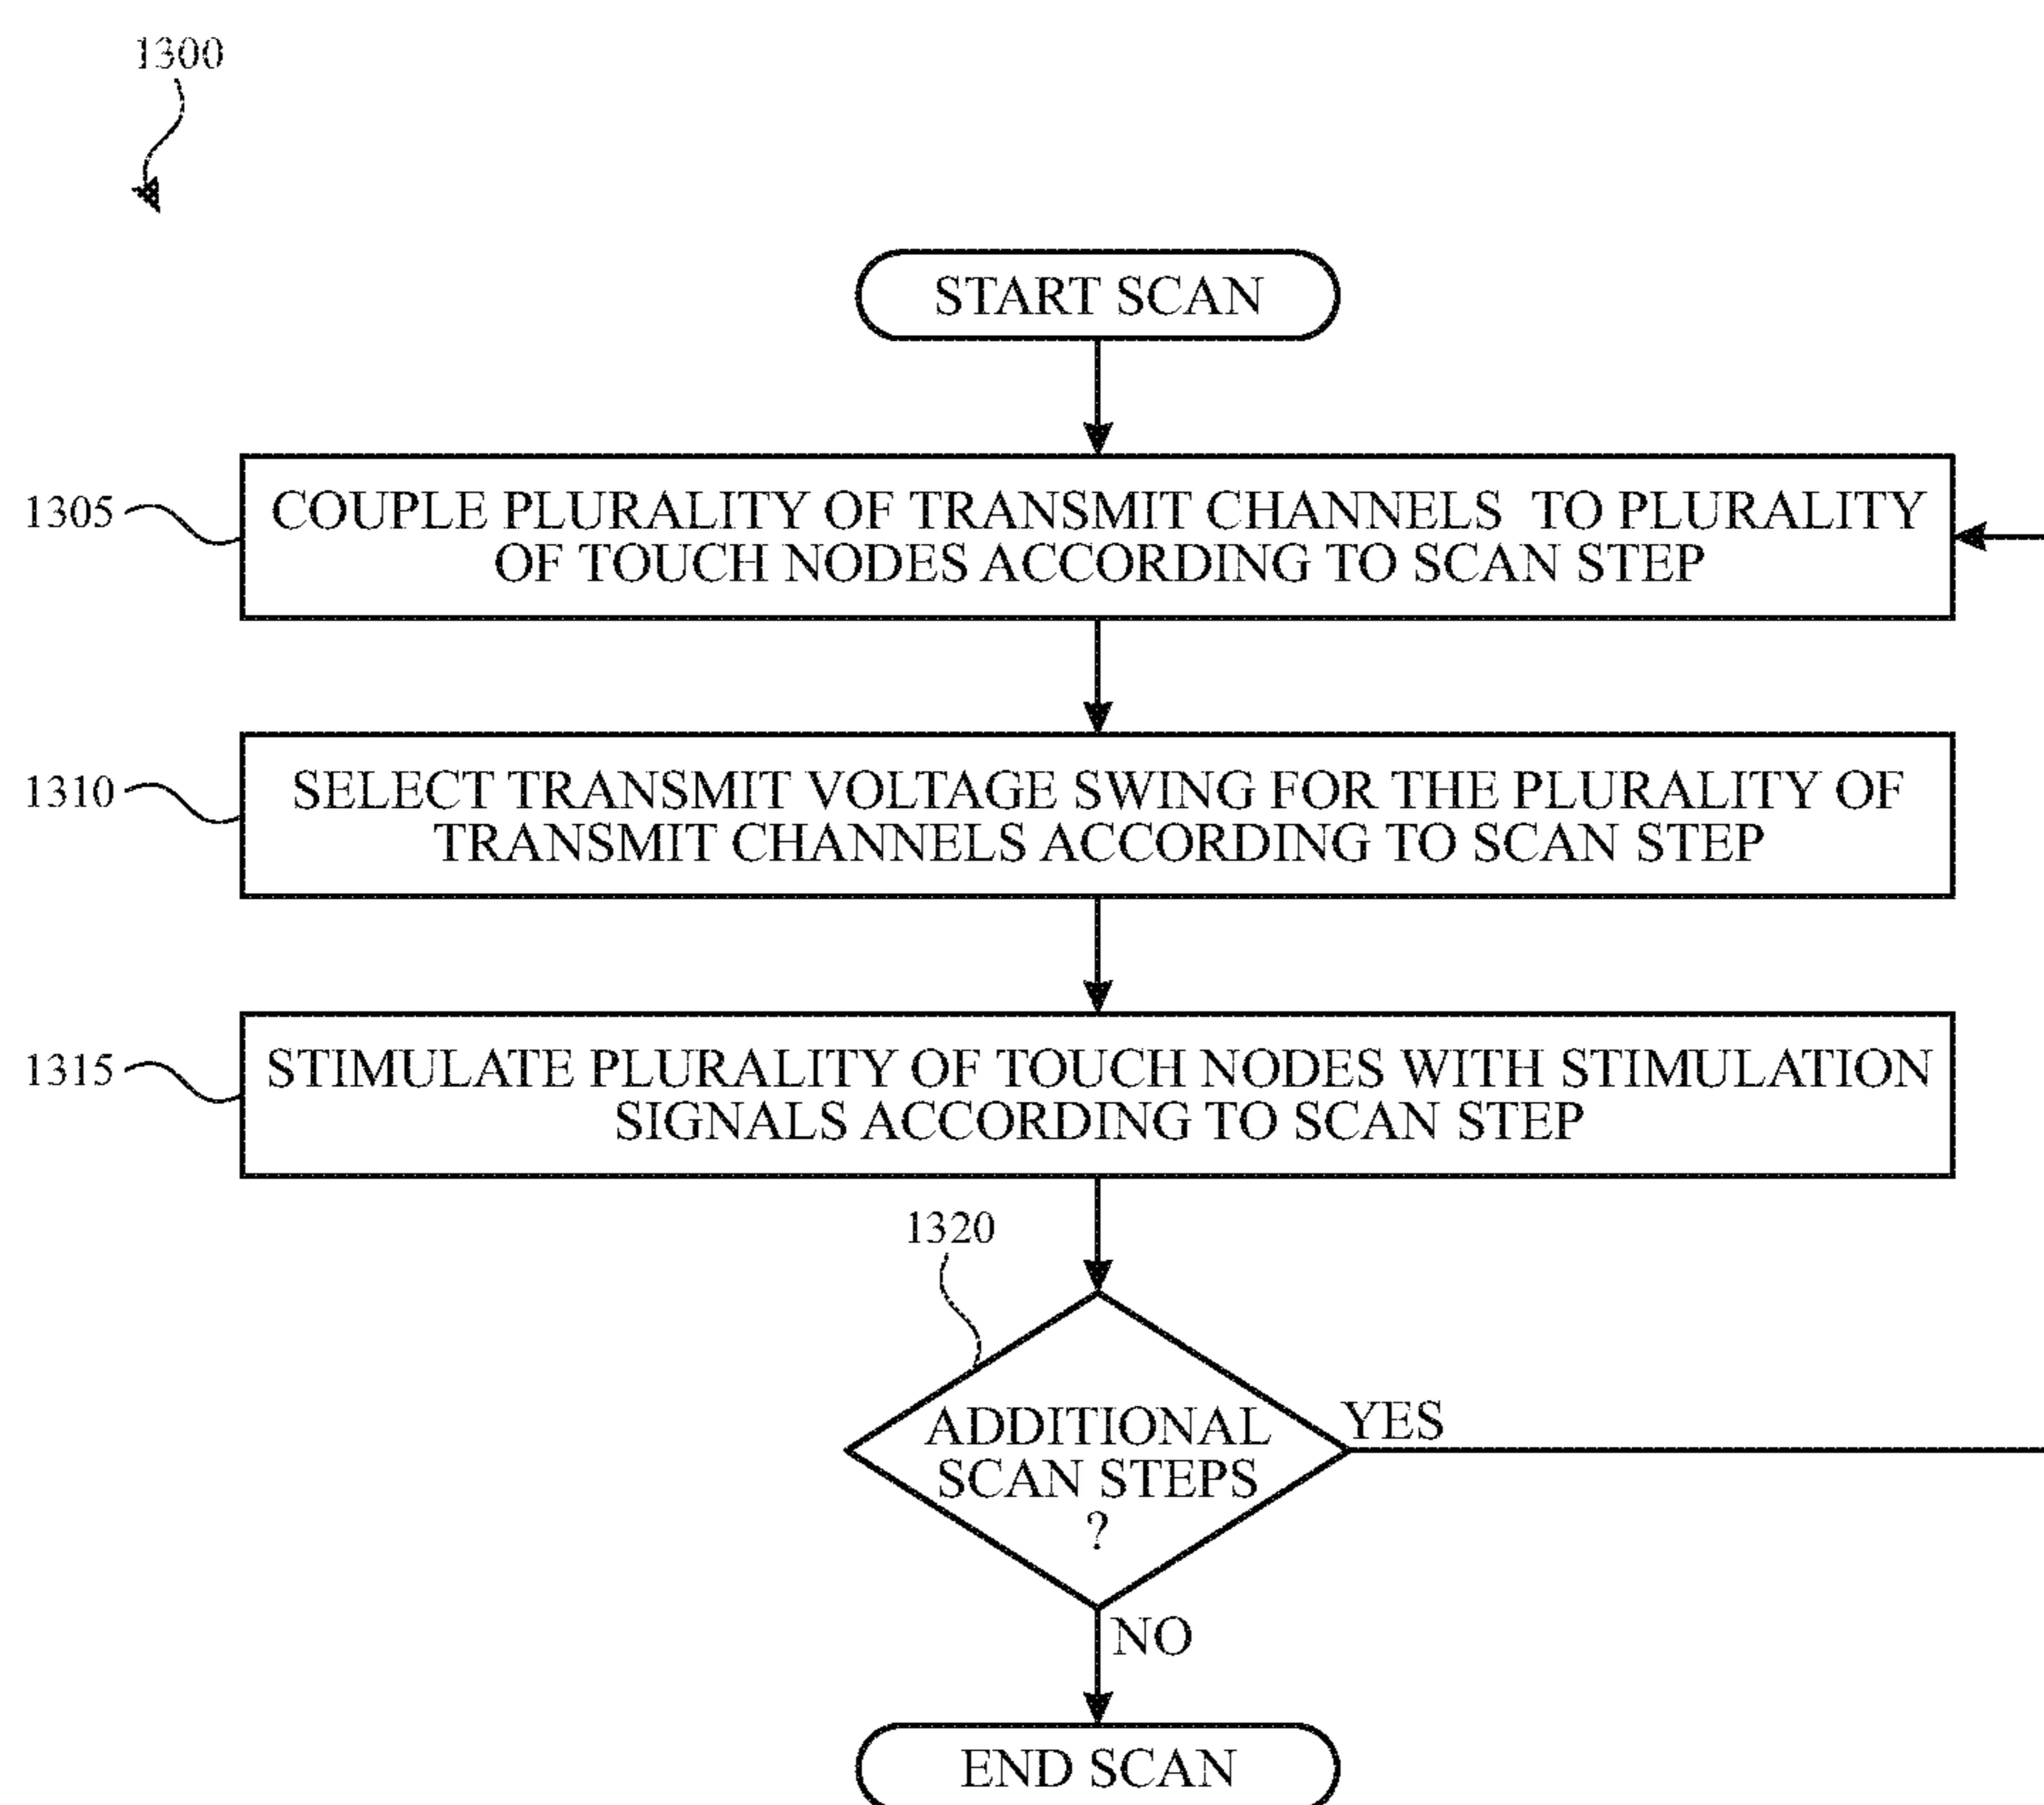 1300
START SCAN
1305
COUPLE PLURALITY OF TRANSMIT CHANNELS TO PLURALITY
OF TOUCH NODES ACCORDING TO SCAN STEP
1310
SELECT TRANSMIT VOLTAGE SWING FOR THE PLURALITY OF
TRANSMIT CHANNELS ACCORDING TO SCAN STEP
1315
STIMULATE PLURALITY OF TOUCH NODES WITH STIMULATION
SIGNALS ACCORDING TO SCAN STEP
1320
ADDITIONAL
SCAN STEPS
?
YES
NO
END SCAN